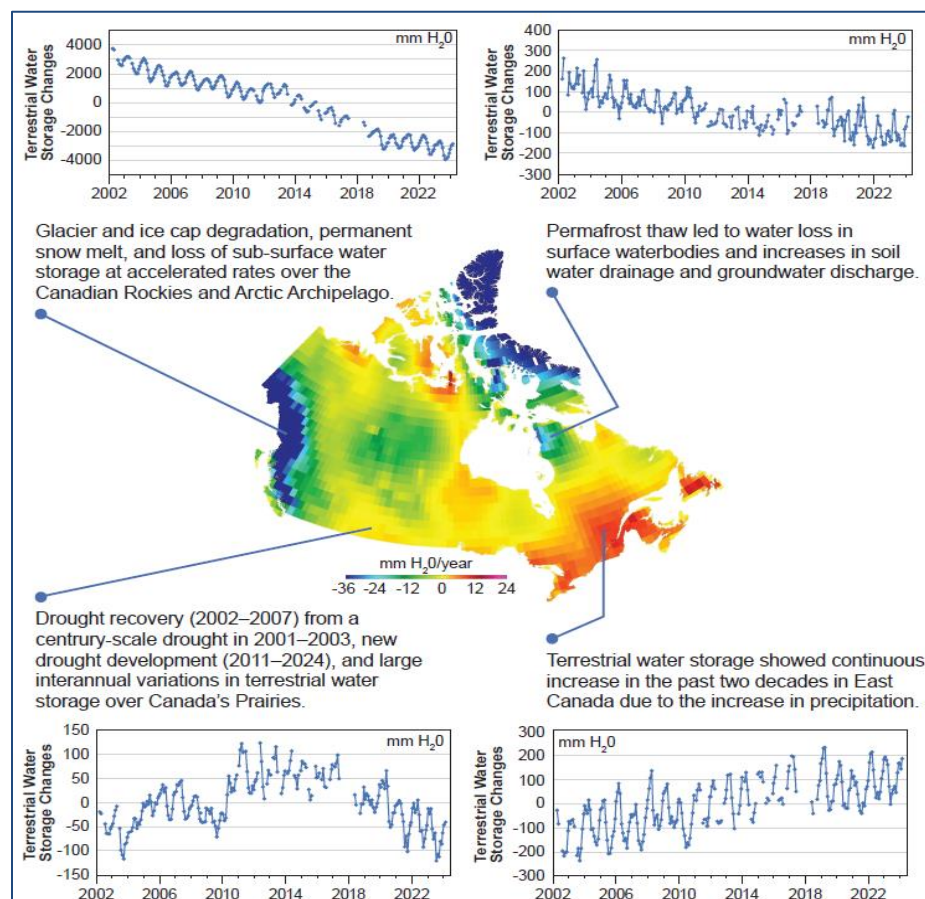 mm H₂0
Terrestrial Water
Storage Changes
4000
2000
0
-2000
-4000
2002
2006
2010
2014
2018
2022
mm H₂0
Terrestrial Water
Storage Changes
400
300
200
100
0
-100
-200
-300
2002
2006
2010
2014
2018
2022
Glacier and ice cap degradation, permanent
snow melt, and loss of sub-surface water
storage at accelerated rates over the
Canadian Rockies and Arctic Archipelago.
Permafrost thaw led to water loss in
surface waterbodies and increases in soil
water drainage and groundwater discharge.
mm H₂0/year
-36 -24 -12 0 12 24
Drought recovery (2002–2007) from a
centrury-scale drought in 2001–2003, new
drought development (2011–2024), and large
interannual variations in terrestrial water
storage over Canada's Prairies.
Terrestrial water storage showed continuous
increase in the past two decades in East
Canada due to the increase in precipitation.
mm H₂0
Terrestrial Water
Storage Changes
150
100
50
0
-50
-100
-150
2002
2006
2010
2014
2018
2022
mm H₂0
Terrestrial Water
Storage Changes
300
200
100
0
-100
-200
-300
2002
2006
2010
2014
2018
2022